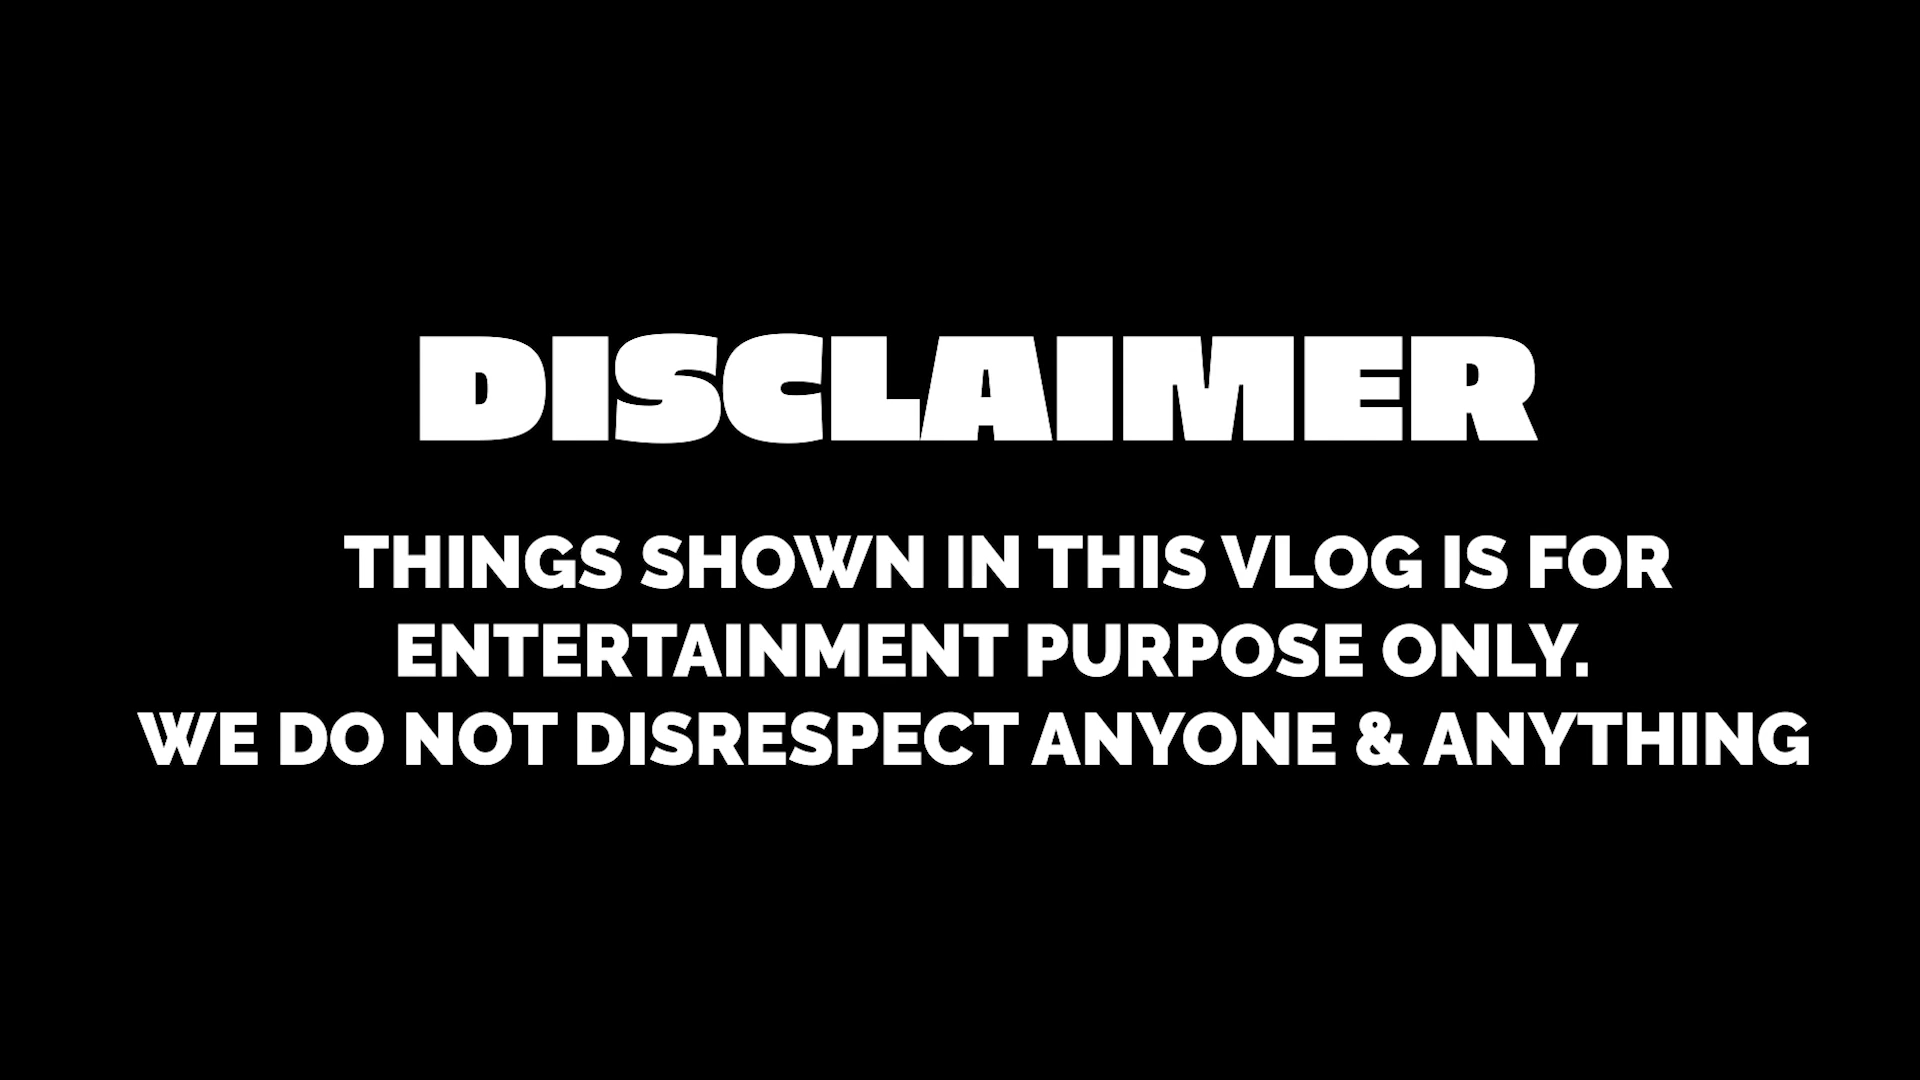 DISCLAIMER
THINGS SHOWN IN THIS VLOG IS FOR
ENTERTAINMENT PURPOSE ONLY.
WE DO NOT DISRESPECT ANYONE & ANYTHING